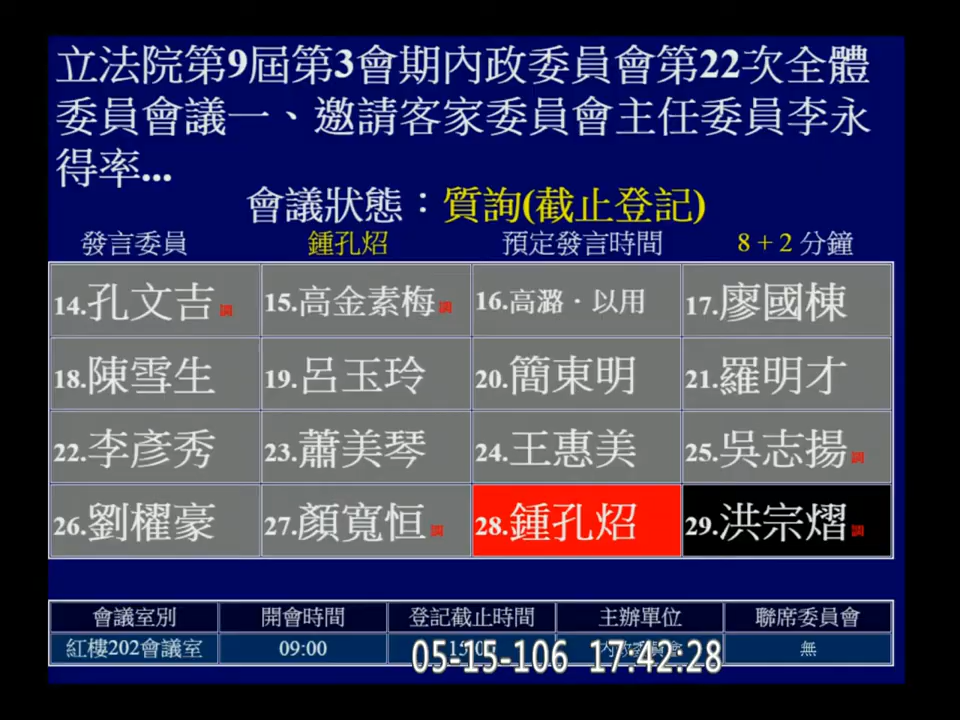 立法院第9屆第3會期內政委員會第22次全體
委員會議一、邀請客家委員會主任委員李永
得率...
會議狀態：質詢(截止登記)
發言委員 鍾孔炤 預定發言時間 8 + 2 分鐘
14.孔文吉 15.高金素梅 16.高潞．以用 17.廖國棟
18.陳雪生 19.呂玉玲 20.簡東明 21.羅明才
22.李彥秀 23.蕭美琴 24.王惠美 25.吳志揚
26.劉櫂豪 27.顏寬恒 28.鍾孔炤 29.洪宗熠
會議室別 開會時間 登記截止時間 主辦單位 聯席委員會
紅樓202會議室 09:00 內政委員會 無
05-15-106 17:42:28